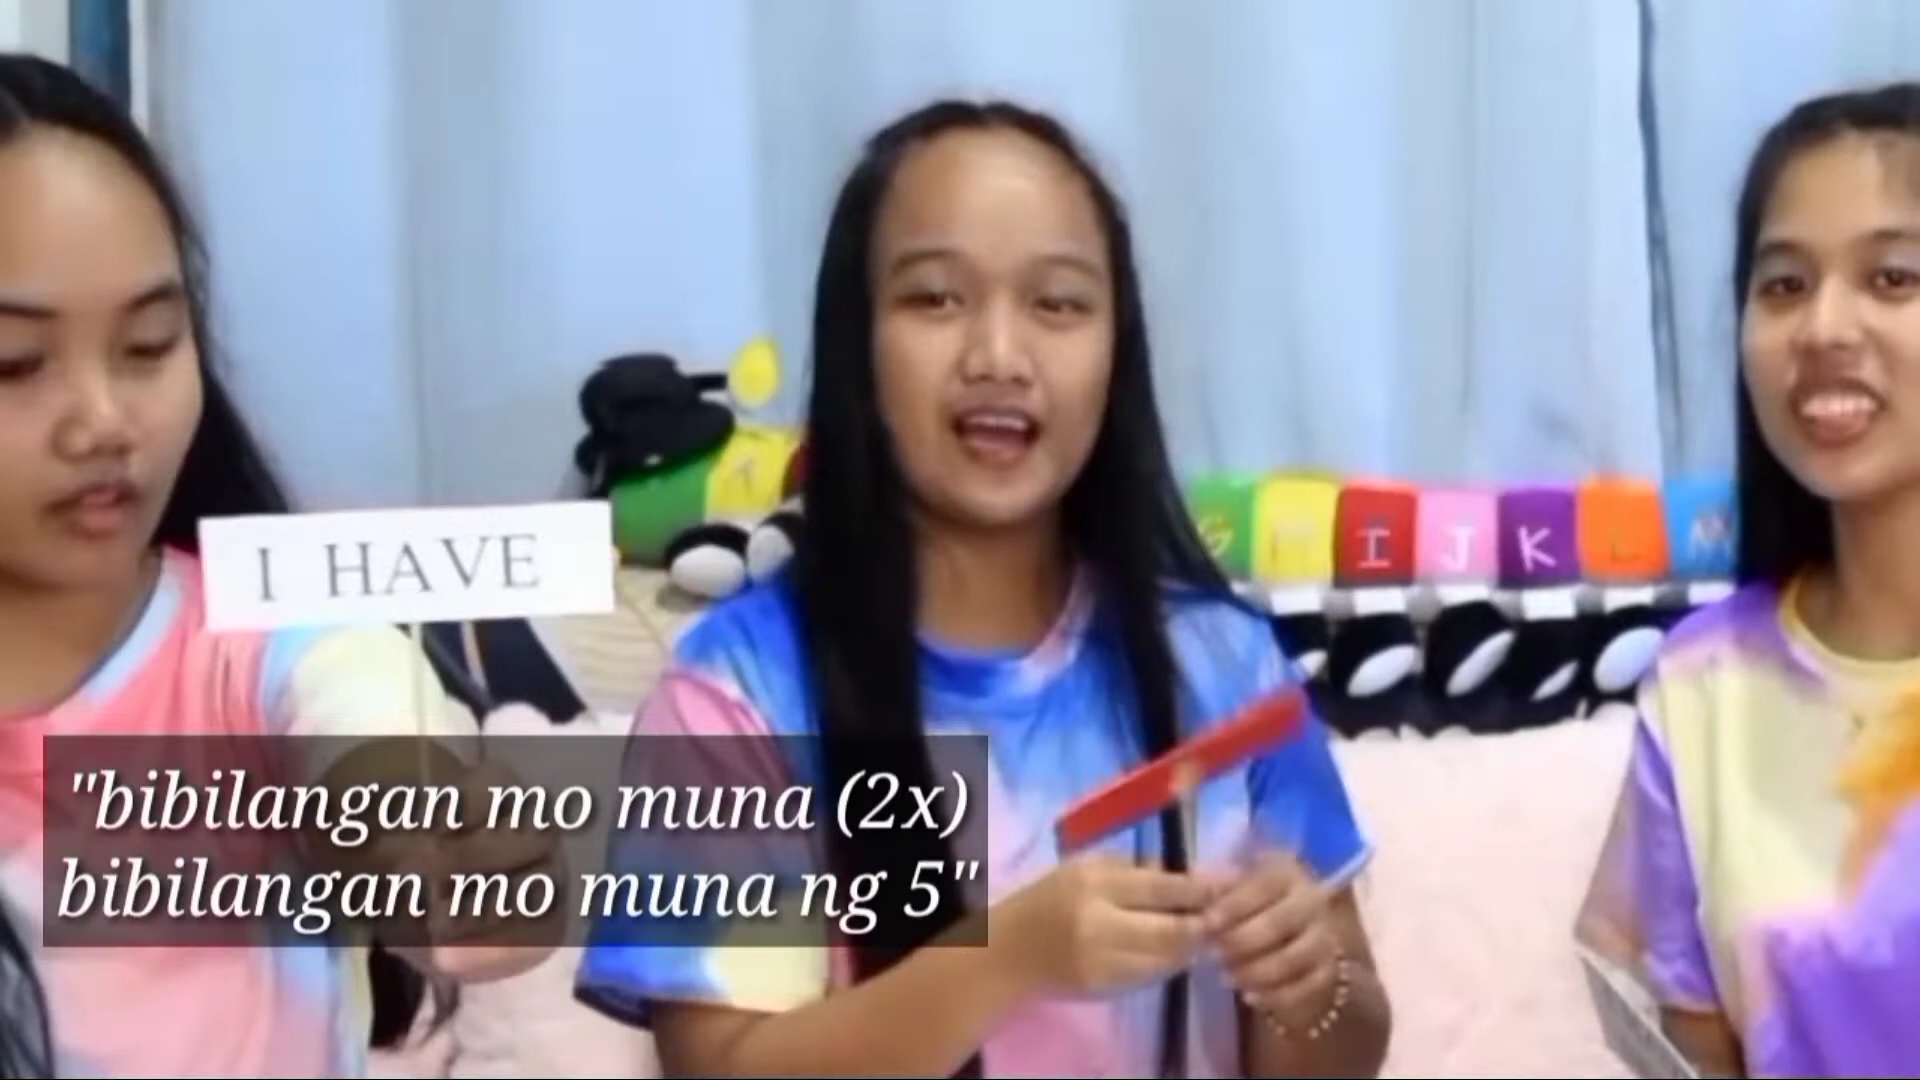 I HAVE
I J K L M
"bibilangan mo muna (2x)
bibilangan mo muna ng 5"